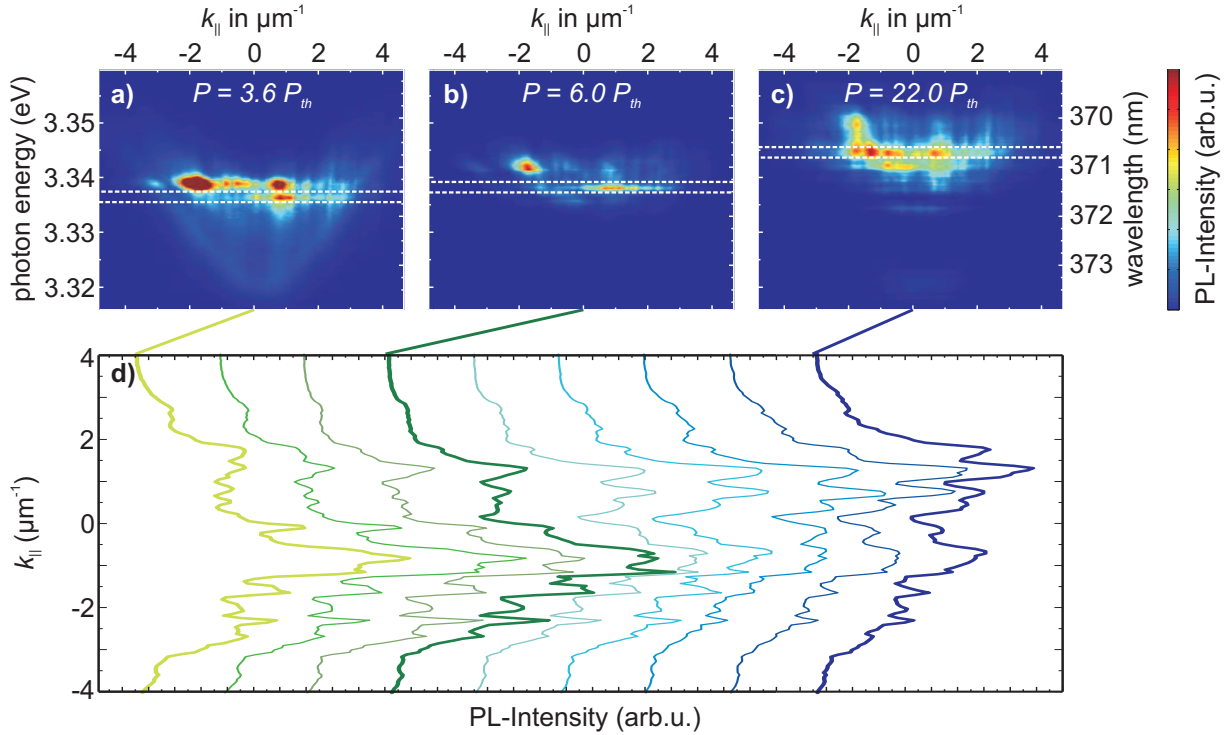 k|| in µm-1 k|| in µm-1 k|| in µm-1
-4 -2 0 2 4 -4 -2 0 2 4 -4 -2 0 2 4
a) P = 3.6 Pth b) P = 6.0 Pth c) P = 22.0 Pth
photon energy (eV)
3.35
3.34
3.33
3.32
370
371
372
373
wavelength (nm)
PL-Intensity (arb.u.)
d)
k|| (µm-1)
4
2
0
-2
-4
PL-Intensity (arb.u.)